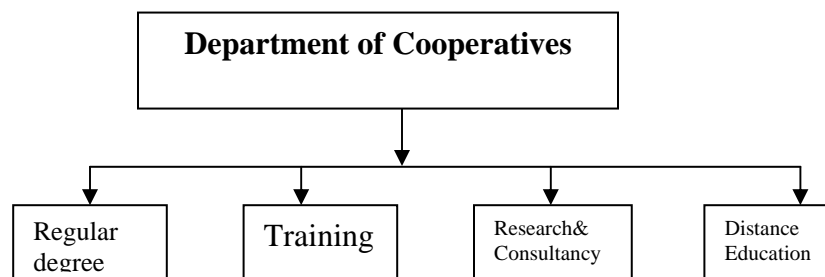 Department of Cooperatives
Regular
degree
Training
Research&
Consultancy
Distance
Education